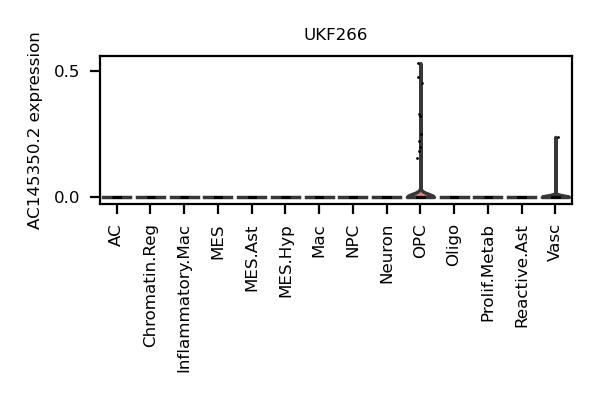 UKF266
AC145350.2 expression
0.5
0.0
AC
Chromatin.Reg
Inflammatory.Mac
MES
MES.Ast
MES.Hyp
Mac
NPC
Neuron
OPC
Oligo
Prolif.Metab
Reactive.Ast
Vasc